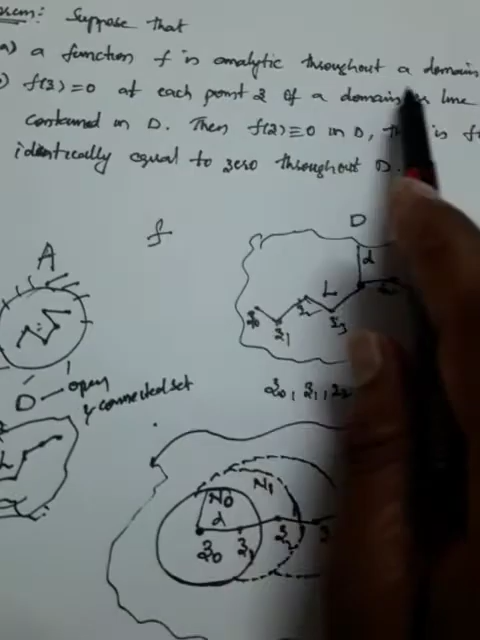 Suppose that
a) a function f is analytic throughout a domain
f(z) = 0 at each point z of a domain line
contained in D. Then f(z) ≡ 0 in D, is
identically equal to zero throughout D.
D
A
f
d
L
z0
z1
z2
z3
z0, z1, z2
D — open
& connected set
L
N0
N1
d
z0
z1
z2